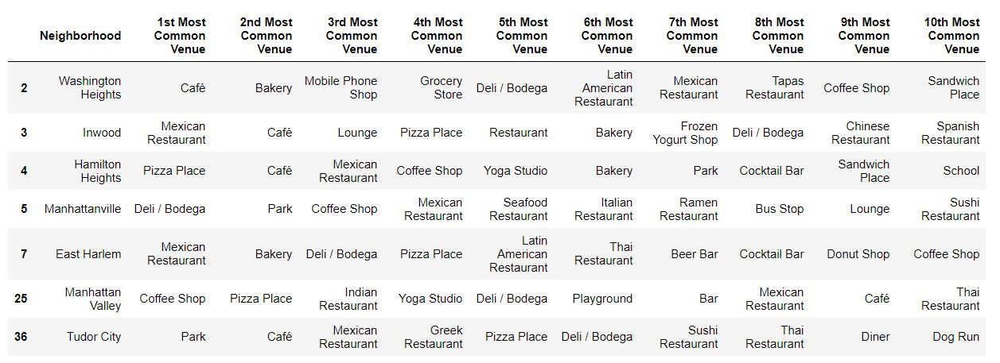 Neighborhood 1st Most Common Venue 2nd Most Common Venue 3rd Most Common Venue 4th Most Common Venue 5th Most Common Venue 6th Most Common Venue 7th Most Common Venue 8th Most Common Venue 9th Most Common Venue 10th Most Common Venue
2 Washington Heights Café Bakery Mobile Phone Shop Grocery Store Deli / Bodega Latin American Restaurant Mexican Restaurant Tapas Restaurant Coffee Shop Sandwich Place
3 Inwood Mexican Restaurant Café Lounge Pizza Place Restaurant Bakery Frozen Yogurt Shop Deli / Bodega Chinese Restaurant Spanish Restaurant
4 Hamilton Heights Pizza Place Café Mexican Restaurant Coffee Shop Yoga Studio Bakery Park Cocktail Bar Sandwich Place School
5 Manhattanville Deli / Bodega Park Coffee Shop Mexican Restaurant Seafood Restaurant Italian Restaurant Ramen Restaurant Bus Stop Lounge Sushi Restaurant
7 East Harlem Mexican Restaurant Bakery Deli / Bodega Pizza Place Latin American Restaurant Thai Restaurant Beer Bar Cocktail Bar Donut Shop Coffee Shop
25 Manhattan Valley Coffee Shop Pizza Place Indian Restaurant Yoga Studio Deli / Bodega Playground Bar Mexican Restaurant Café Thai Restaurant
36 Tudor City Park Café Mexican Restaurant Greek Restaurant Pizza Place Deli / Bodega Sushi Restaurant Thai Restaurant Diner Dog Run